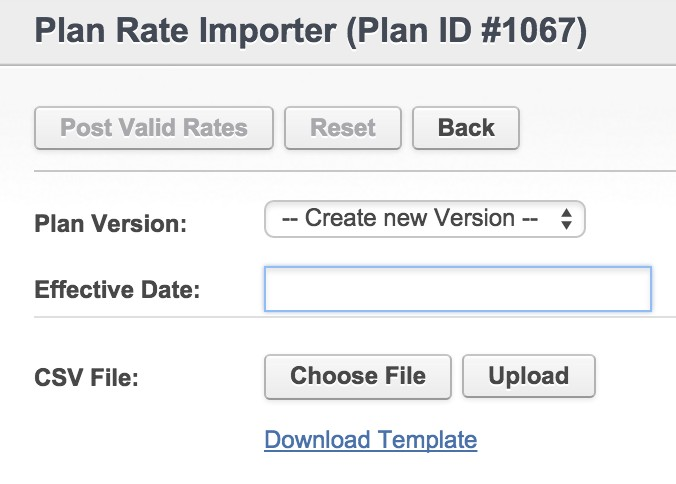 Plan Rate Importer (Plan ID #1067)
Post Valid Rates Reset Back
Plan Version: -- Create new Version --
Effective Date:
CSV File: Choose File Upload
Download Template